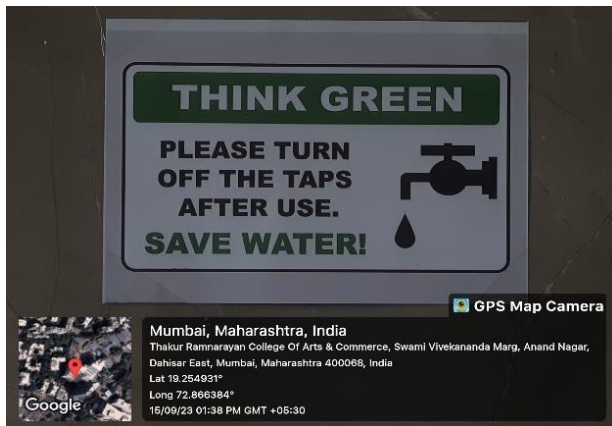 THINK GREEN
PLEASE TURN
OFF THE TAPS
AFTER USE.
SAVE WATER!
GPS Map Camera
Mumbai, Maharashtra, India
Thakur Ramnarayan College Of Arts & Commerce, Swami Vivekananda Marg, Anand Nagar,
Dahisar East, Mumbai, Maharashtra 400068, India
Lat 19.254931°
Long 72.866384°
15/09/23 01:38 PM GMT +05:30
Google